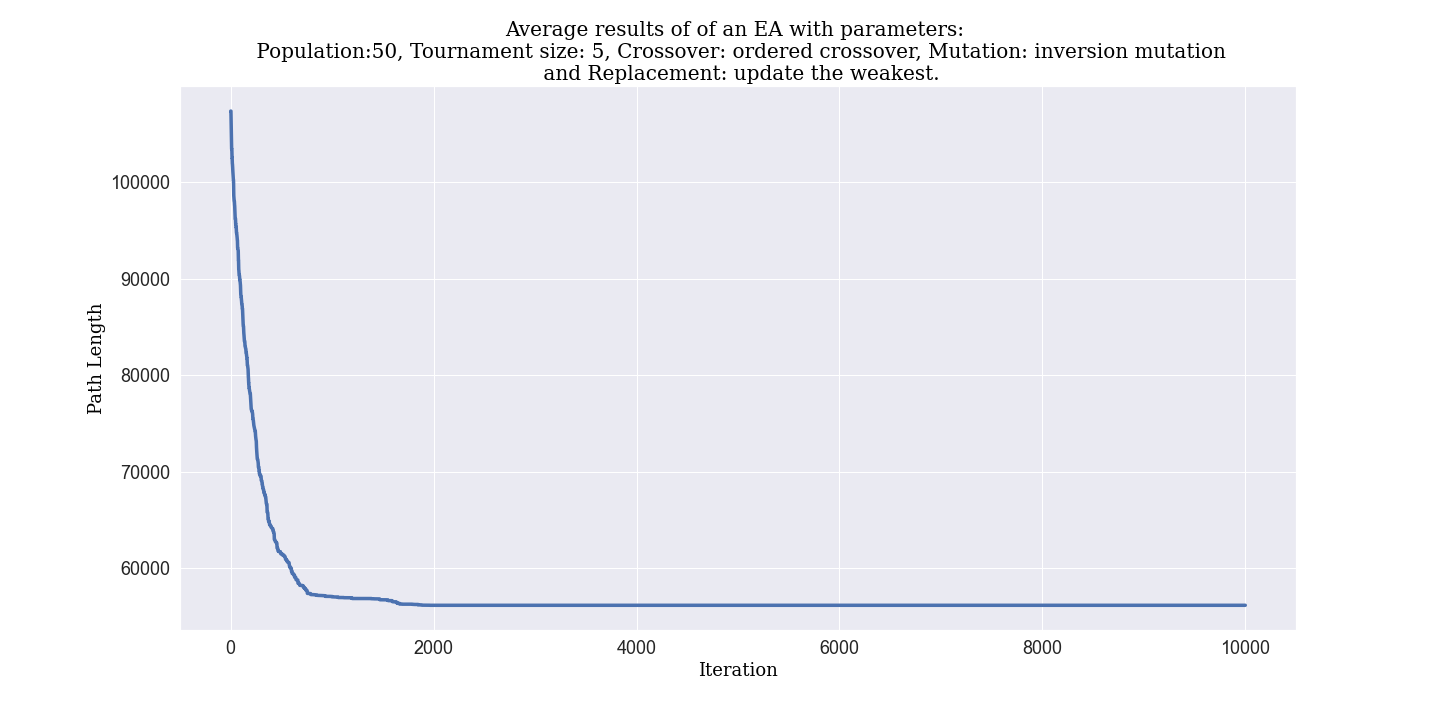 Average results of of an EA with parameters:
Population:50, Tournament size: 5, Crossover: ordered crossover, Mutation: inversion mutation
and Replacement: update the weakest.
100000
90000
80000
70000
60000
Path Length
0 2000 4000 6000 8000 10000
Iteration